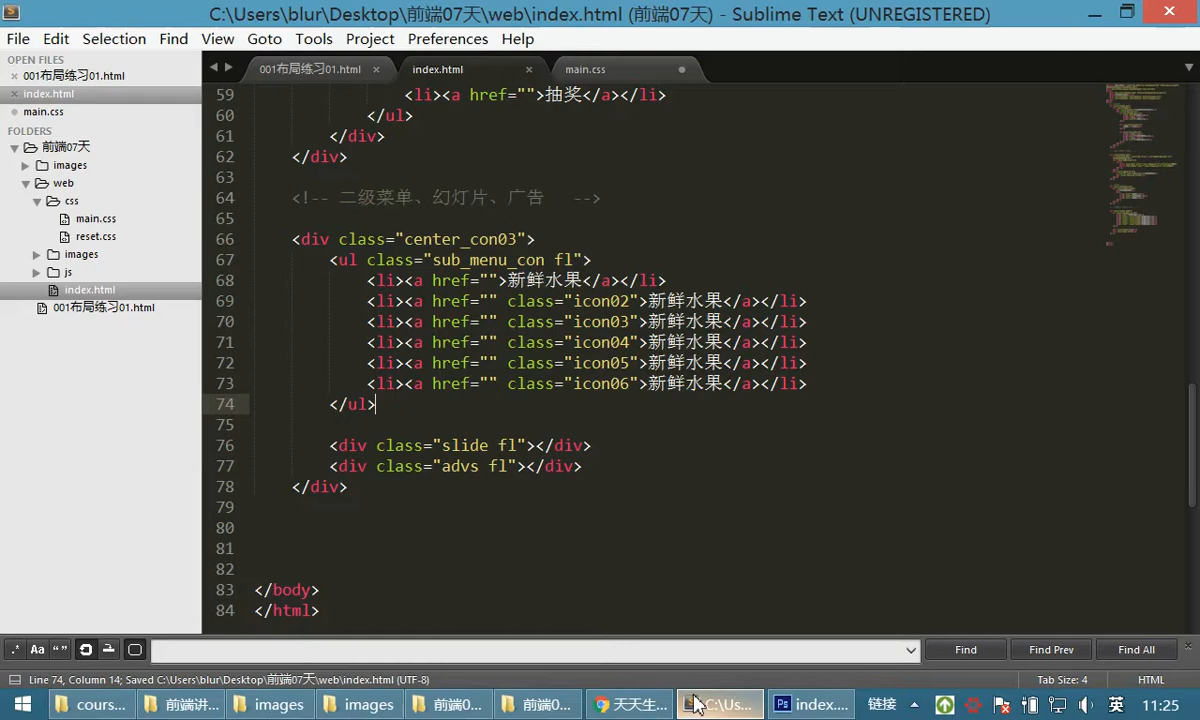 C:\Users\blur\Desktop\前端07天\web\index.html (前端07天) - Sublime Text (UNREGISTERED)
File Edit Selection Find View Goto Tools Project Preferences Help
OPEN FILES
001布局练习01.html
index.html
main.css
FOLDERS
前端07天
images
web
css
main.css
reset.css
images
js
index.html
001布局练习01.html
001布局练习01.html index.html main.css
59 <li><a href="">抽奖</a></li>
60 </ul>
61 </div>
62 </div>
63
64 <!-- 二级菜单、幻灯片、广告 -->
65
66 <div class="center_con03">
67 <ul class="sub_menu_con fl">
68 <li><a href="">新鲜水果</a></li>
69 <li><a href="" class="icon02">新鲜水果</a></li>
70 <li><a href="" class="icon03">新鲜水果</a></li>
71 <li><a href="" class="icon04">新鲜水果</a></li>
72 <li><a href="" class="icon05">新鲜水果</a></li>
73 <li><a href="" class="icon06">新鲜水果</a></li>
74 </ul>
75
76 <div class="slide fl"></div>
77 <div class="advs fl"></div>
78 </div>
79
80
81
82
83 </body>
84 </html>
.* Aa “” Find Find Prev Find All
Line 74, Column 14; Saved C:\Users\blur\Desktop\前端07天\web\index.html (UTF-8) Tab Size: 4 HTML
cours... 前端讲... images images 前端0... 前端0... 天天生... C:\Us... Ps index.... 链接 英 11:25